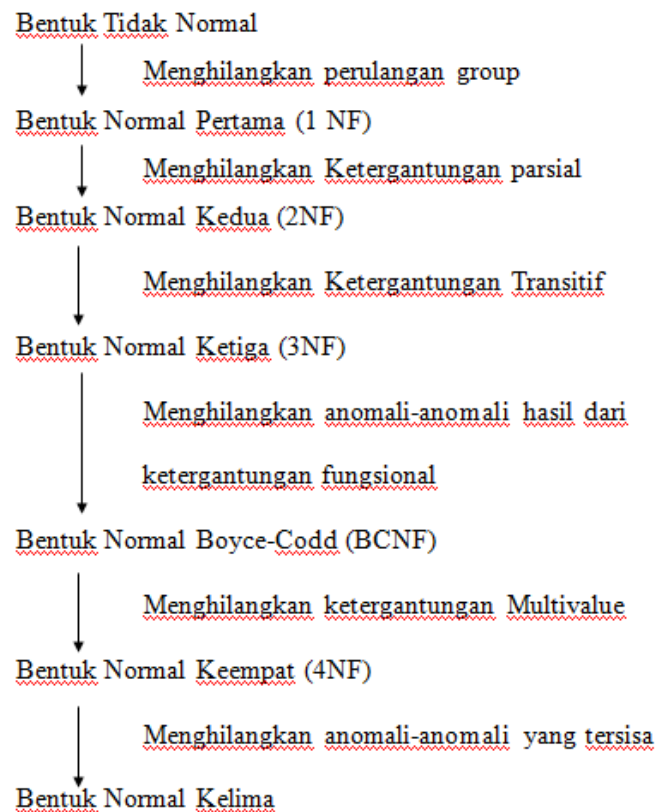 Bentuk Tidak Normal
Menghilangkan perulangan group
Bentuk Normal Pertama (1 NF)
Menghilangkan Ketergantungan parsial
Bentuk Normal Kedua (2NF)
Menghilangkan Ketergantungan Transitif
Bentuk Normal Ketiga (3NF)
Menghilangkan anomali-anomali hasil dari
ketergantungan fungsional
Bentuk Normal Boyce-Codd (BCNF)
Menghilangkan ketergantungan Multivalue
Bentuk Normal Keempat (4NF)
Menghilangkan anomali-anomali yang tersisa
Bentuk Normal Kelima